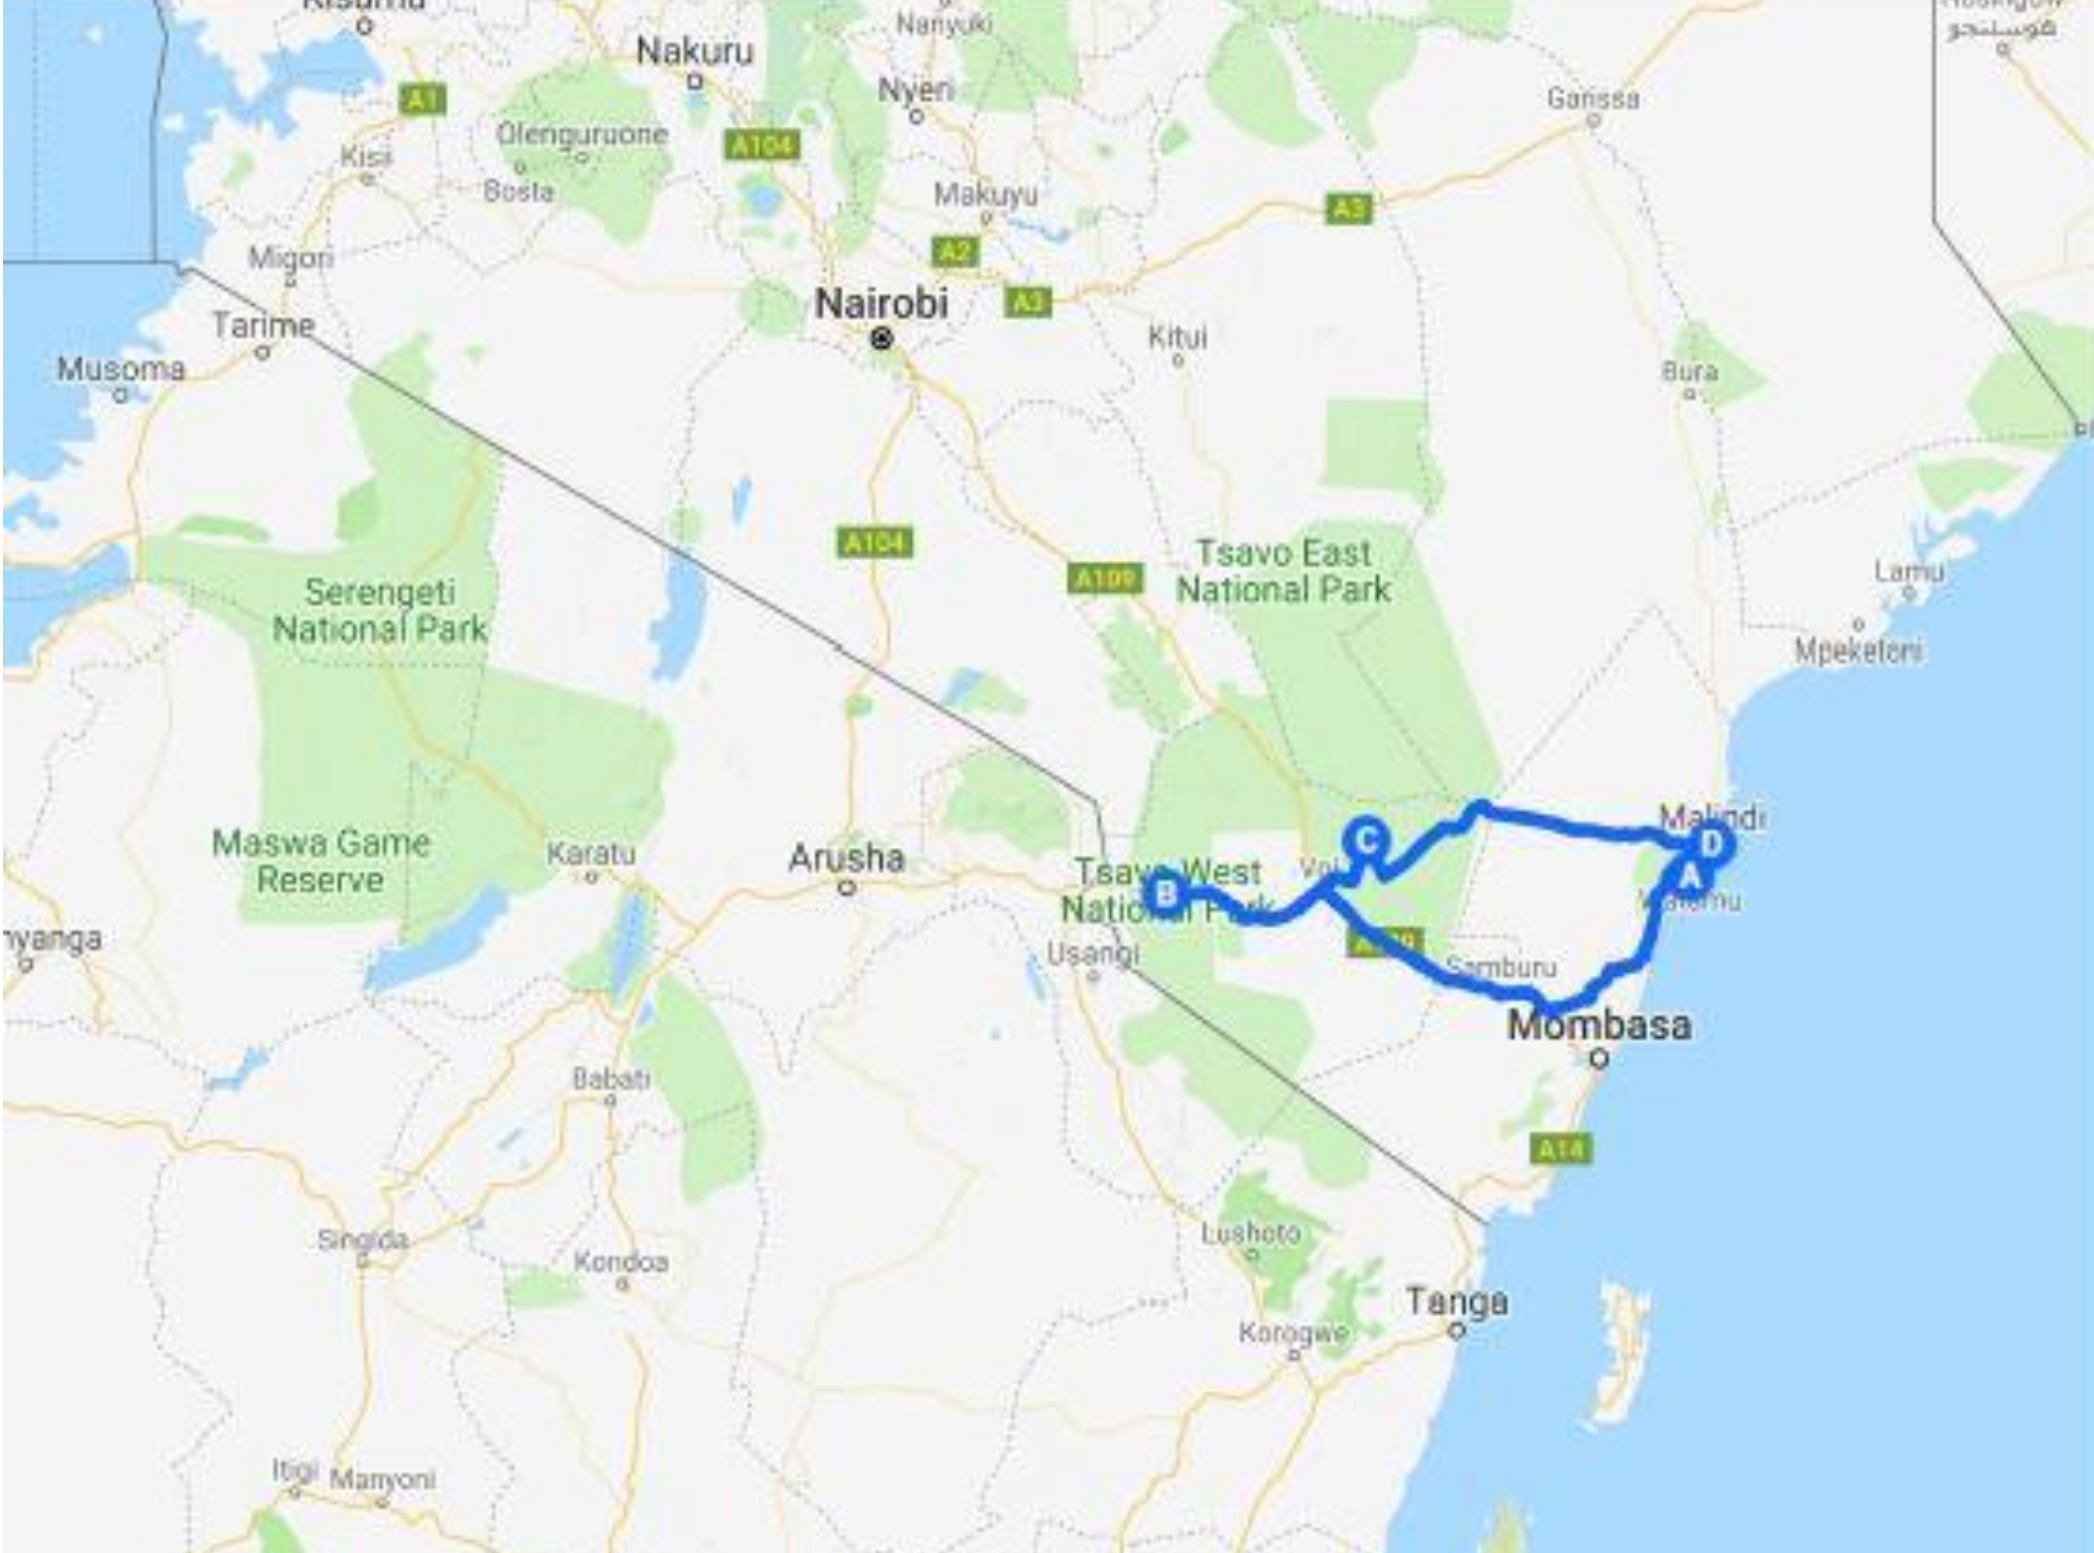 Nakuru
Nanyuki
Nyeri
Garissa
A1
Olenguruone
A104
Kisii
Bosta
Makuyu
A3
Migori
A2
Nairobi
A3
Tarime
Kitui
Musoma
Bura
A104
Tsavo East
National Park
A109
Lamu
Serengeti
National Park
Mpeketoni
Malindi
Maswa Game
Reserve
Karatu
Arusha
C
D
Tsavo West
National Park
B
Voi
A
Usangi
Samburu
Mombasa
Babati
A14
Singida
Kondoa
Lushoto
Tanga
Korogwe
Itigi
Manyoni